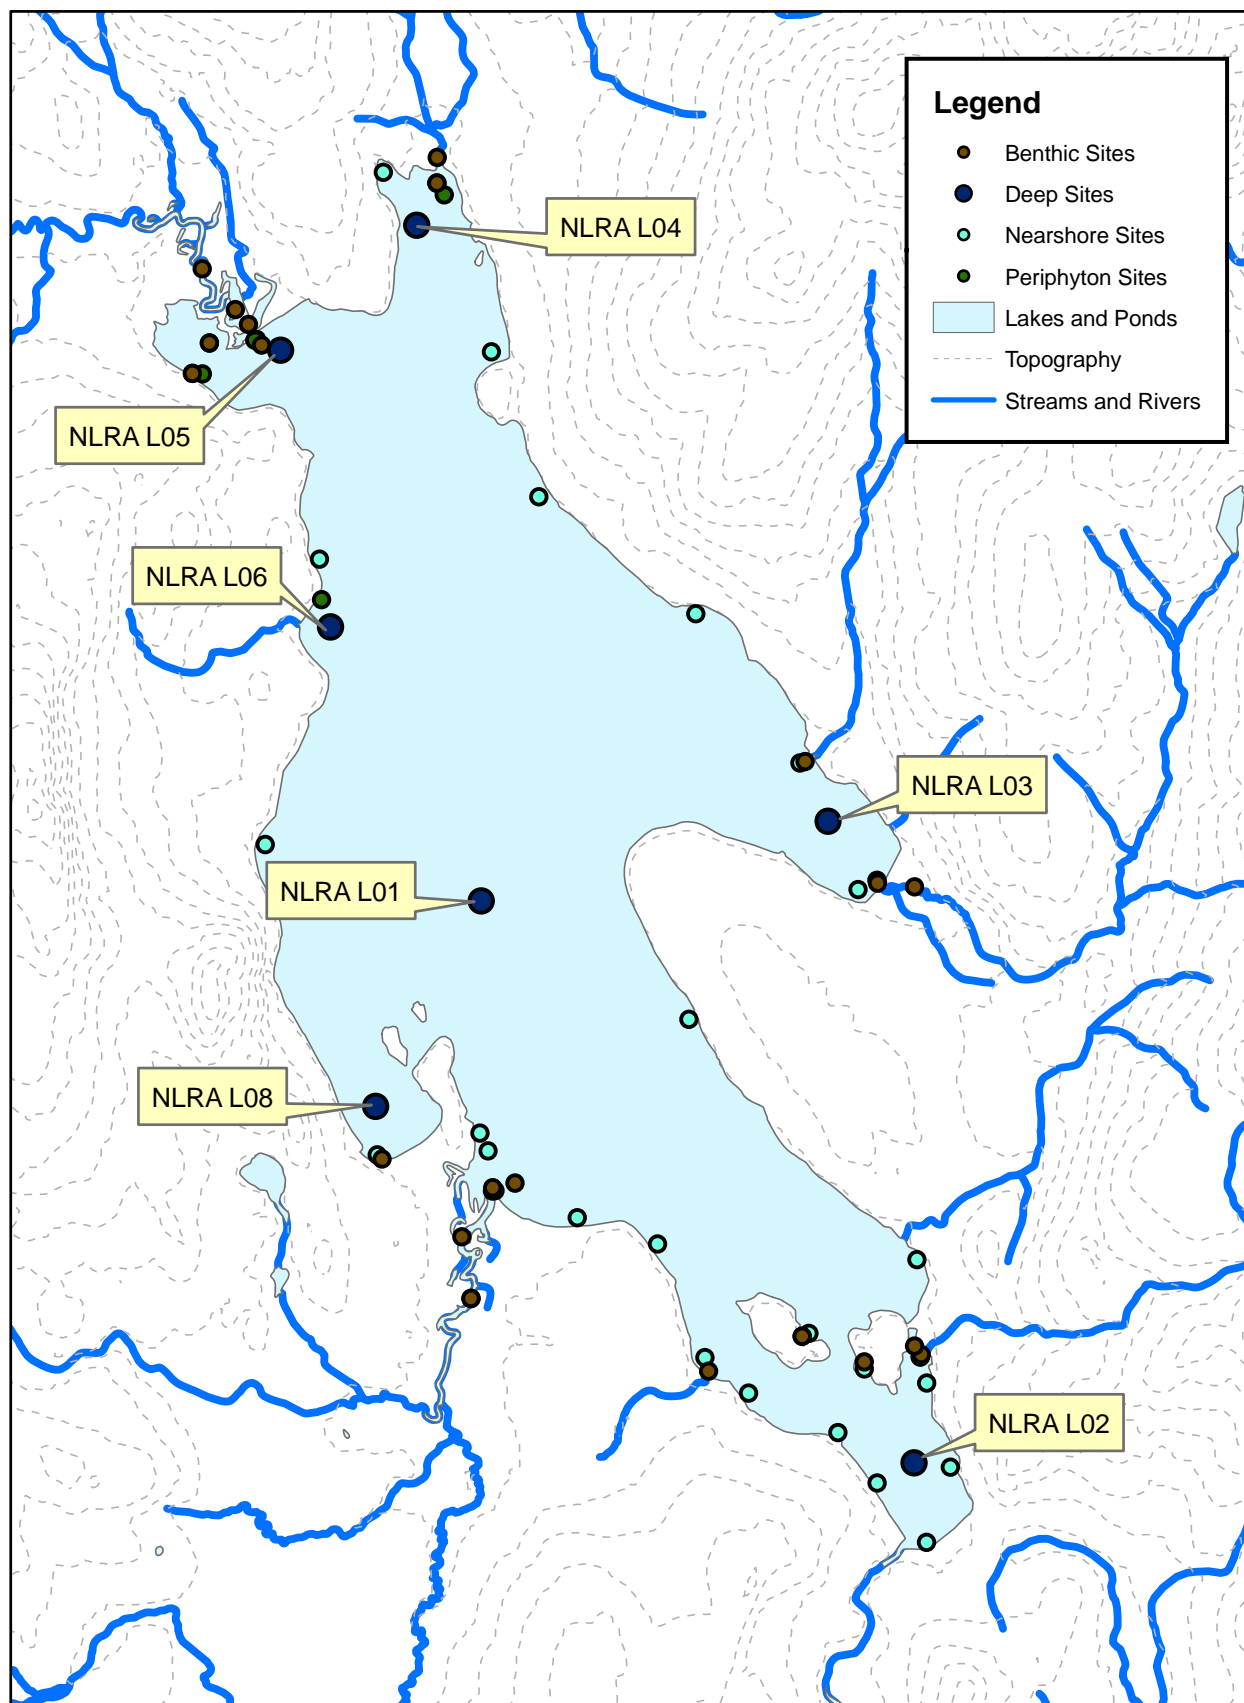 Legend
Benthic Sites
Deep Sites
Nearshore Sites
Periphyton Sites
Lakes and Ponds
Topography
Streams and Rivers
NLRA L04
NLRA L05
NLRA L06
NLRA L03
NLRA L01
NLRA L08
NLRA L02